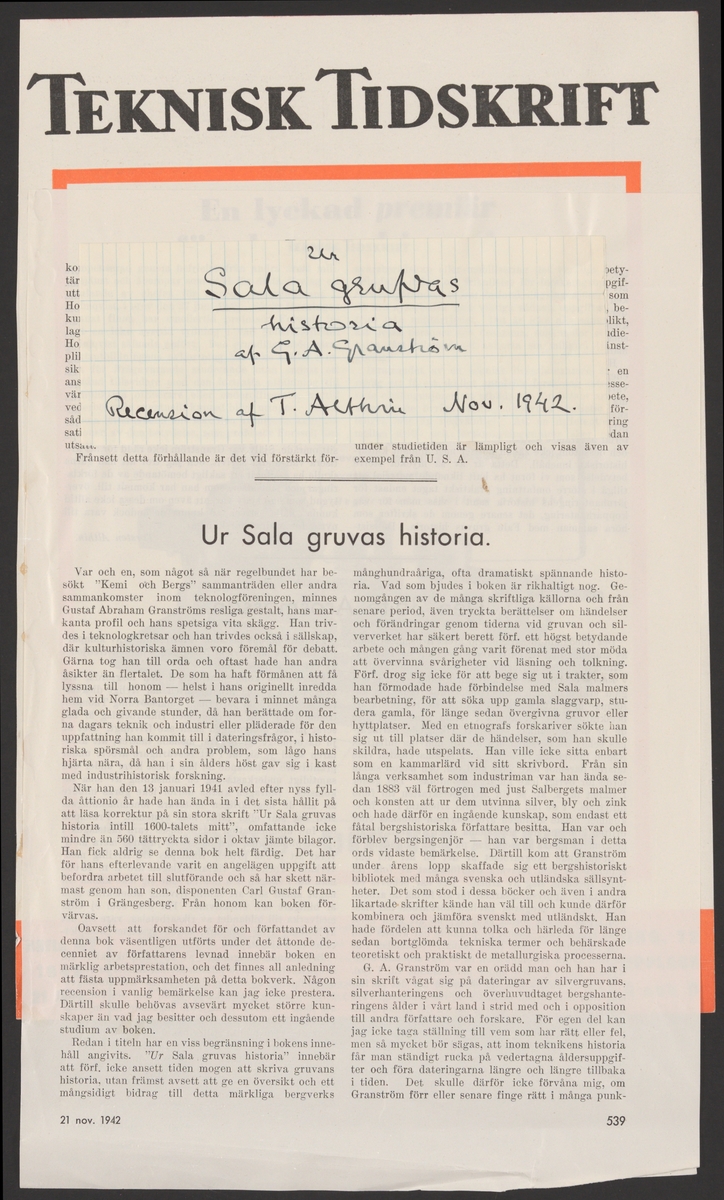 TEKNISK TIDSKRIFT
Ur
Sala grufvas
historia
af G. A. Granström
Recension af T. Althin Nov. 1942.
ko
tär
utt
Ho
kun
lag
Ho
plil
sik
ans
vär
ved
såd
sati
utsatt.
Frånsett detta förhållande är det vid förstärkt för-
bety-
pgif-
som
, be-
likt,
udie-
inst-
en
esse-
ete,
för-
ring
dan
under studietiden är lämpligt och visas även av
exempel från U. S. A.
Ur Sala gruvas historia.
Var och en, som något så när regelbundet har be-
sökt "Kemi och Bergs" sammanträden eller andra
sammankomster inom teknologföreningen, minnes
Gustaf Abraham Granströms resliga gestalt, hans mar-
kanta profil och hans spetsiga vita skägg. Han triv-
des i teknologkretsar och han trivdes också i sällskap,
där kulturhistoriska ämnen voro föremål för debatt.
Gärna tog han till orda och oftast hade han andra
åsikter än flertalet. De som ha haft förmånen att få
lyssna till honom — helst i hans originellt inredda
hem vid Norra Bantorget — bevara i minnet många
glada och givande stunder, då han berättade om for-
na dagars teknik och industri eller pläderade för den
uppfattning han kommit till i dateringsfrågor, i histo-
riska spörsmål och andra problem, som lågo hans
hjärta nära, då han i sin ålders höst gav sig i kast
med industrihistorisk forskning.
När han den 13 januari 1941 avled efter nyss fyll-
da åttionio år hade han ända in i det sista hållit på
att läsa korrektur på sin stora skrift "Ur Sala gruvas
historia intill 1600-talets mitt", omfattande icke
mindre än 560 tättryckta sidor i oktav jämte bilagor.
Han fick aldrig se denna bok helt färdig. Det har
för hans efterlevande varit en angelägen uppgift att
befordra arbetet till slutförande och så har skett när-
mast genom han son, disponenten Carl Gustaf Gran-
ström i Grängesberg. Från honom kan boken för-
värvas.
Oavsett att forskandet för och författandet av
denna bok väsentligen utförts under det åttonde de-
cenniet av författarens levnad innebär boken en
märklig arbetsprestation, och det finnes all anledning
att fästa uppmärksamheten på detta bokverk. Någon
recension i vanlig bemärkelse kan jag icke prestera.
Därtill skulle behövas avsevärt mycket större kun-
skaper än vad jag besitter och dessutom ett ingående
studium av boken.
Redan i titeln har en viss begränsning i bokens inne-
håll angivits. "Ur Sala gruvas historia" innebär
att förf. icke ansett tiden mogen att skriva gruvans
historia, utan främst avsett att ge en översikt och ett
mångsidigt bidrag till detta märkliga bergverks
månghundraåriga, ofta dramatiskt spännande histo-
ria. Vad som bjudes i boken är rikhaltigt nog. Ge-
nomgången av de många skriftliga källorna och från
senare period, även tryckta berättelser om händelser
och förändringar genom tiderna vid gruvan och sil-
ververket har säkert berett förf. ett högst betydande
arbete och mången gång varit förenat med stor möda
att övervinna svårigheter vid läsning och tolkning.
Förf. drog sig icke för att bege sig ut i trakter, som
han förmodade hade förbindelse med Sala malmers
bearbetning, för att söka upp gamla slaggvarp, stu-
dera gamla, för länge sedan övergivna gruvor eller
hyttplatser. Med en etnografs forskariver sökte han
sig ut till platser där de händelser, som han skulle
skildra, hade utspelats. Han ville icke sitta enbart
som en kammarlärd vid sitt skrivbord. Från sin
långa verksamhet som industriman var han ända se-
dan 1883 väl förtrogen med just Salbergets malmer
och konsten att ur dem utvinna silver, bly och zink
och hade därför en ingående kunskap, som endast ett
fåtal bergshistoriska författare besitta. Han var och
förblev bergsingenjör — han var bergsman i detta
ords vidaste bemärkelse. Därtill kom att Granström
under årens lopp skaffade sig ett bergshistoriskt
bibliotek med många svenska och utländska sällsynt-
heter. Det som stod i dessa böcker och även i andra
likartade skrifter kände han väl till och kunde därför
kombinera och jämföra svenskt med utländskt. Han
hade fördelen att kunna tolka och härleda för länge
sedan bortglömda tekniska termer och behärskade
teoretiskt och praktiskt de metallurgiska processerna.
G. A. Granström var en orädd man och han har i
sin skrift vågat sig på dateringar av silvergruvans,
silverhanteringens och överhuvudtaget bergshante-
ringens ålder i vårt land i strid med och i opposition
till andra författare och forskare. För egen del kan
jag icke taga ställning till vem som har rätt eller fel,
men så mycket bör sägas, att inom teknikens historia
får man ständigt rucka på vedertagna åldersuppgif-
ter och föra dateringarna längre och längre tillbaka
i tiden. Det skulle därför icke förvåna mig, om
Granström förr eller senare finge rätt i många punk-
21 nov. 1942
539